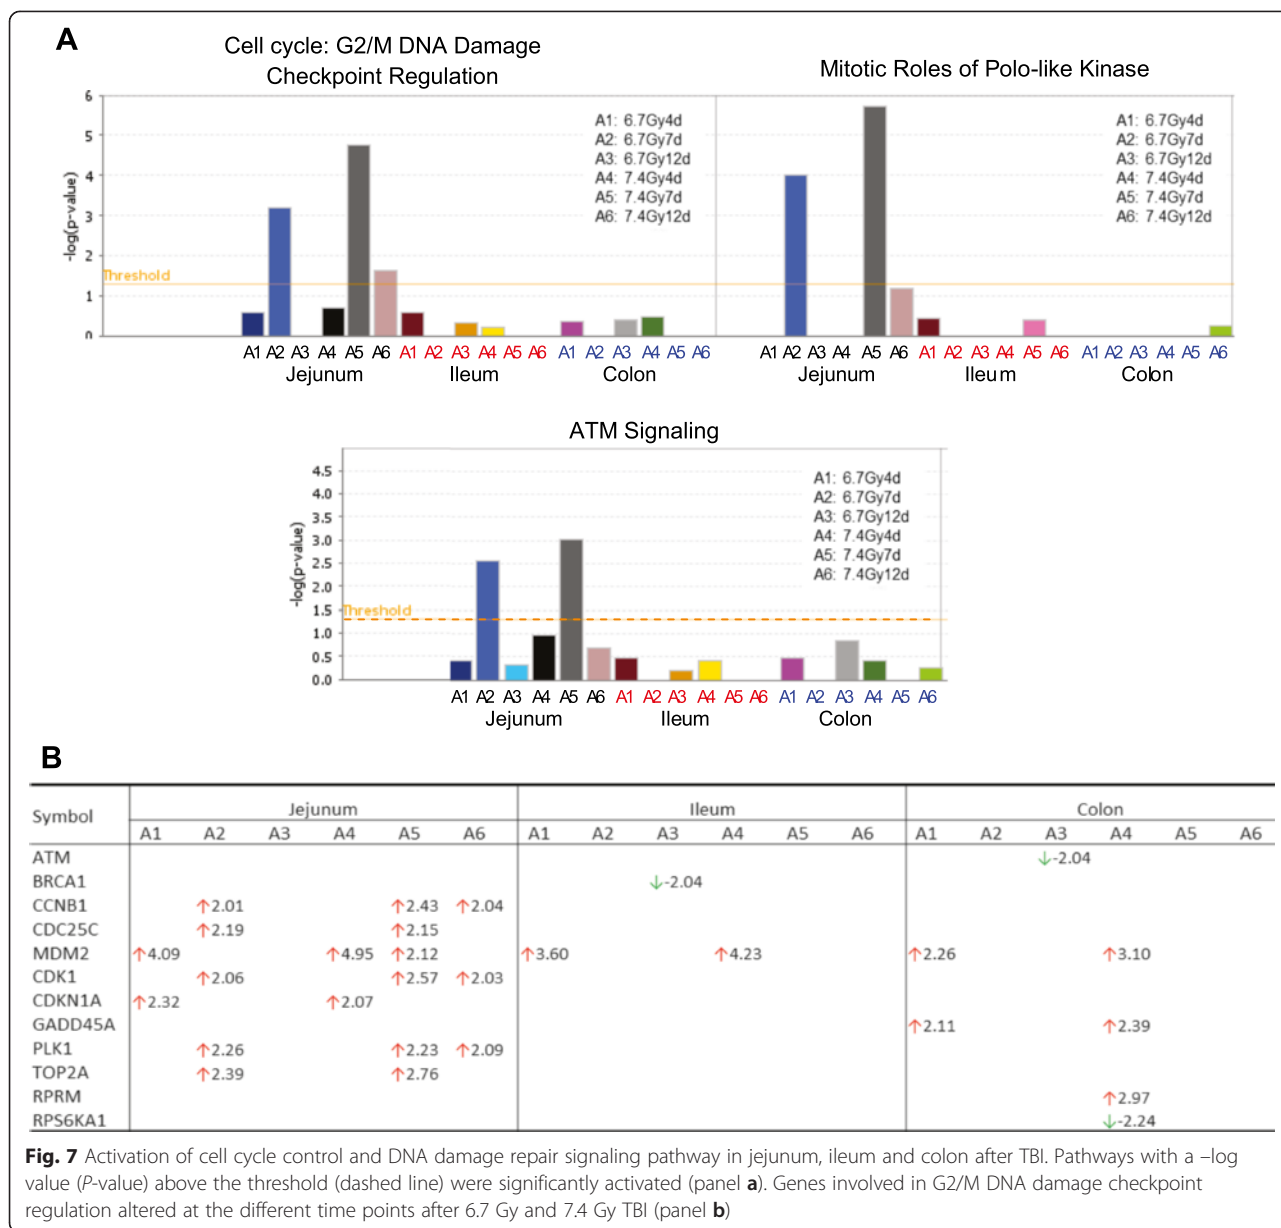 A
Cell cycle: G2/M DNA Damage
Checkpoint Regulation
-log(p-value)
6
5
4
3
2
1
0
Threshold
A1: 6.7Gy4d
A2: 6.7Gy7d
A3: 6.7Gy12d
A4: 7.4Gy4d
A5: 7.4Gy7d
A6: 7.4Gy12d
A1 A2 A3 A4 A5 A6 A1 A2 A3 A4 A5 A6 A1 A2 A3 A4 A5 A6
Jejunum Ileum Colon
Mitotic Roles of Polo-like Kinase
A1: 6.7Gy4d
A2: 6.7Gy7d
A3: 6.7Gy12d
A4: 7.4Gy4d
A5: 7.4Gy7d
A6: 7.4Gy12d
A1 A2 A3 A4 A5 A6 A1 A2 A3 A4 A5 A6 A1 A2 A3 A4 A5 A6
Jejunum Ileum Colon
ATM Signaling
-log(p-value)
4.5
4.0
3.5
3.0
2.5
2.0
1.5
1.0
0.5
0.0
Threshold
A1: 6.7Gy4d
A2: 6.7Gy7d
A3: 6.7Gy12d
A4: 7.4Gy4d
A5: 7.4Gy7d
A6: 7.4Gy12d
A1 A2 A3 A4 A5 A6 A1 A2 A3 A4 A5 A6 A1 A2 A3 A4 A5 A6
Jejunum Ileum Colon
B
Symbol Jejunum Ileum Colon
A1 A2 A3 A4 A5 A6 A1 A2 A3 A4 A5 A6 A1 A2 A3 A4 A5 A6
ATM ↓-2.04
BRCA1 ↓-2.04
CCNB1 ↑2.01 ↑2.43 ↑2.04
CDC25C ↑2.19 ↑2.15
MDM2 ↑4.09 ↑4.95 ↑2.12 ↑3.60 ↑4.23 ↑2.26 ↑3.10
CDK1 ↑2.06 ↑2.57 ↑2.03
CDKN1A ↑2.32 ↑2.07
GADD45A ↑2.11 ↑2.39
PLK1 ↑2.26 ↑2.23 ↑2.09
TOP2A ↑2.39 ↑2.76
RPRM ↑2.97
RPS6KA1 ↓-2.24
Fig. 7 Activation of cell cycle control and DNA damage repair signaling pathway in jejunum, ileum and colon after TBI. Pathways with a –log
value (P-value) above the threshold (dashed line) were significantly activated (panel a). Genes involved in G2/M DNA damage checkpoint
regulation altered at the different time points after 6.7 Gy and 7.4 Gy TBI (panel b)